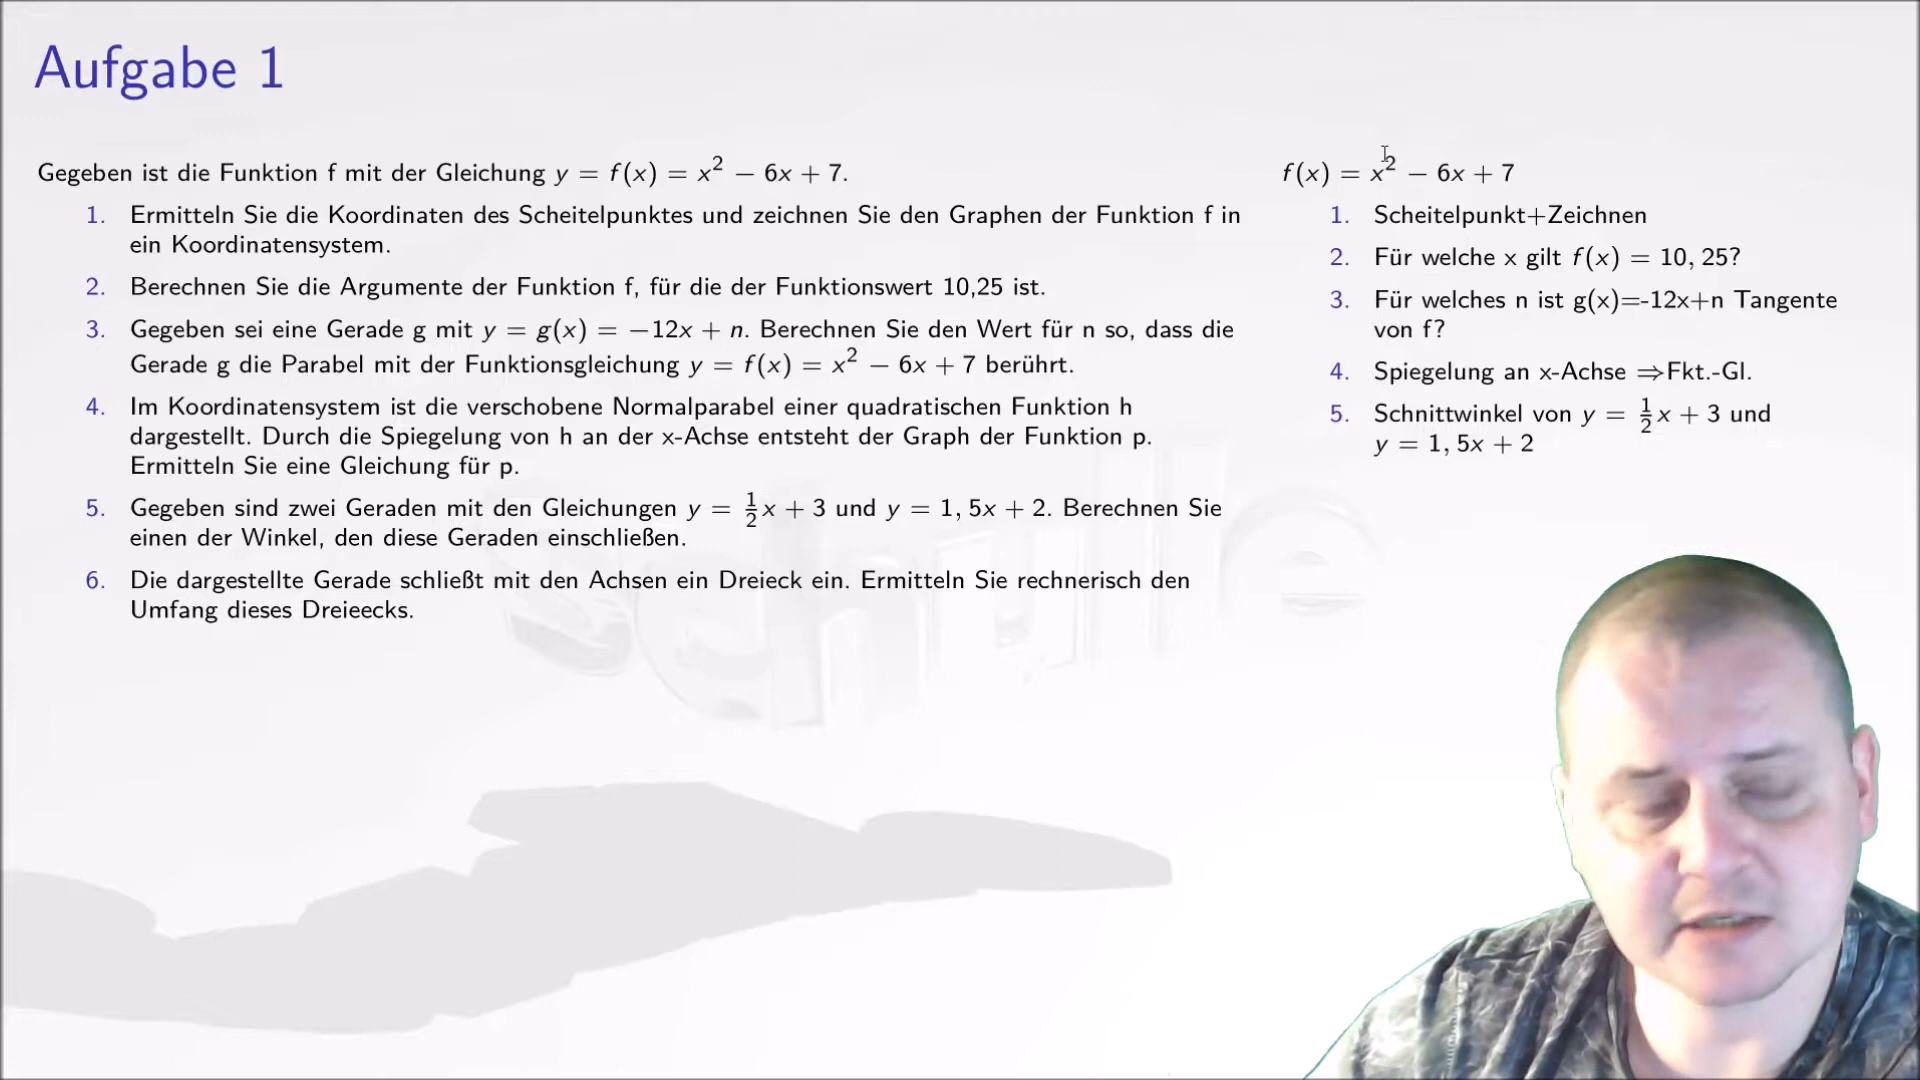 Aufgabe 1
Gegeben ist die Funktion f mit der Gleichung y = f(x) = x² − 6x + 7.
1. Ermitteln Sie die Koordinaten des Scheitelpunktes und zeichnen Sie den Graphen der Funktion f in
ein Koordinatensystem.
2. Berechnen Sie die Argumente der Funktion f, für die der Funktionswert 10,25 ist.
3. Gegeben sei eine Gerade g mit y = g(x) = −12x + n. Berechnen Sie den Wert für n so, dass die
Gerade g die Parabel mit der Funktionsgleichung y = f(x) = x² − 6x + 7 berührt.
4. Im Koordinatensystem ist die verschobene Normalparabel einer quadratischen Funktion h
dargestellt. Durch die Spiegelung von h an der x-Achse entsteht der Graph der Funktion p.
Ermitteln Sie eine Gleichung für p.
5. Gegeben sind zwei Geraden mit den Gleichungen y = ½x + 3 und y = 1, 5x + 2. Berechnen Sie
einen der Winkel, den diese Geraden einschließen.
6. Die dargestellte Gerade schließt mit den Achsen ein Dreieck ein. Ermitteln Sie rechnerisch den
Umfang dieses Dreieecks.
f(x) = x² − 6x + 7
1. Scheitelpunkt+Zeichnen
2. Für welche x gilt f(x) = 10, 25?
3. Für welches n ist g(x)=-12x+n Tangente
von f?
4. Spiegelung an x-Achse ⇒Fkt.-Gl.
5. Schnittwinkel von y = ½x + 3 und
y = 1, 5x + 2